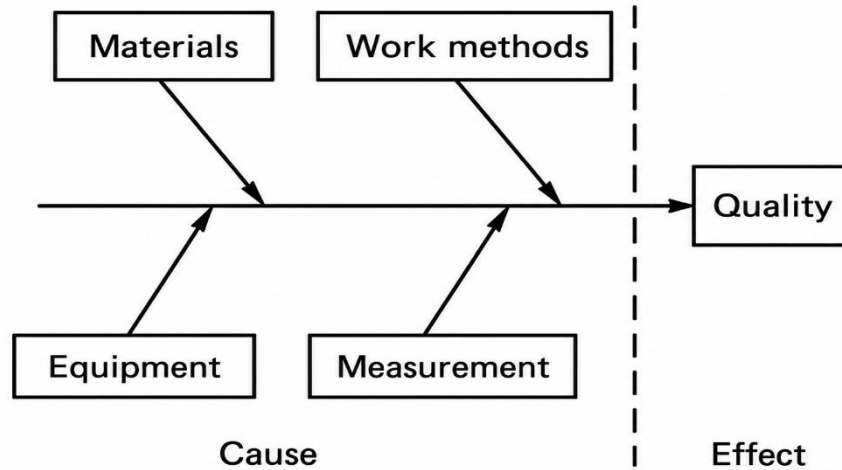 Materials
Work methods
Quality
Equipment
Measurement
Cause
Effect